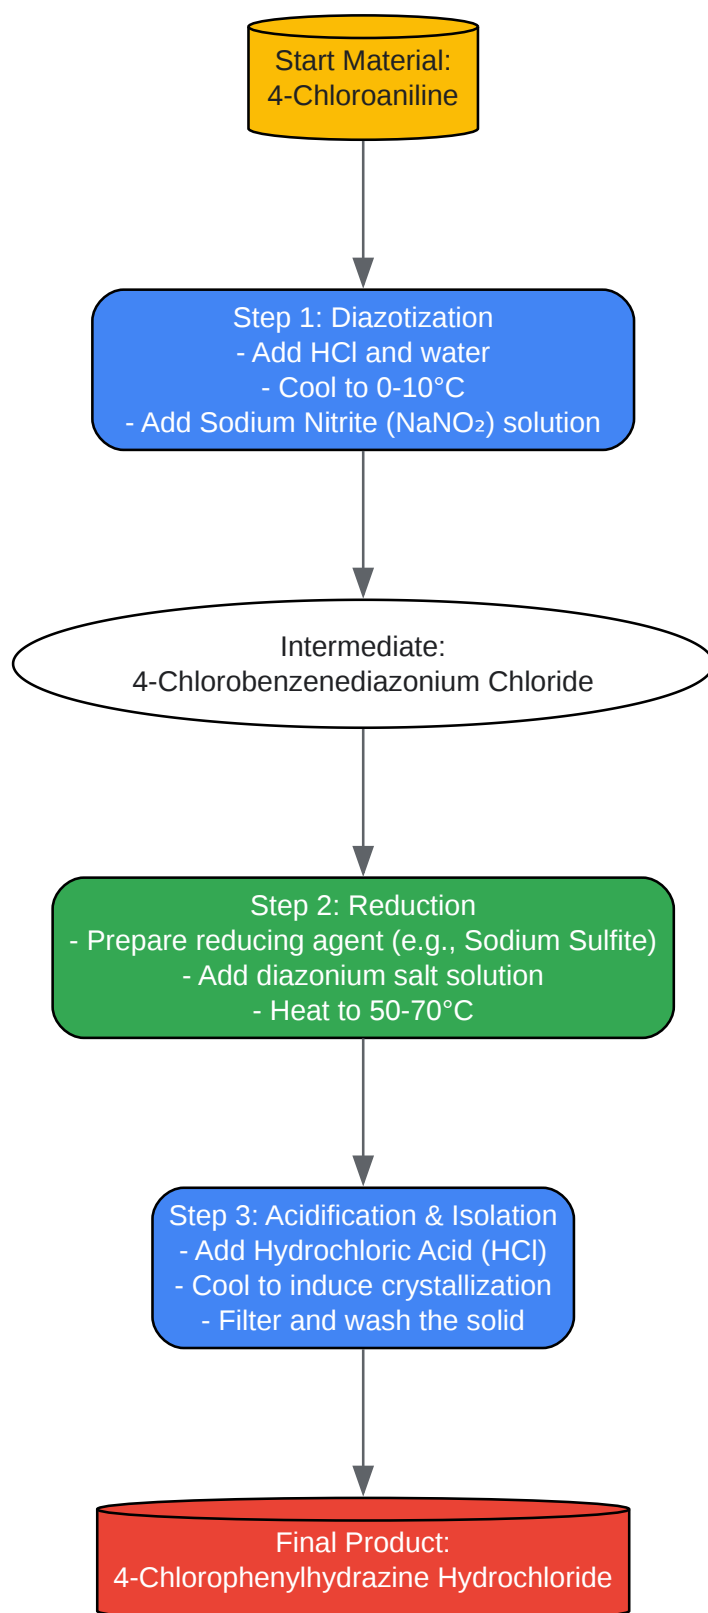 Start Material:
4-Chloroaniline
Step 1: Diazotization
- Add HCl and water
- Cool to 0-10°C
- Add Sodium Nitrite (NaNO₂) solution
Intermediate:
4-Chlorobenzenediazonium Chloride
Step 2: Reduction
- Prepare reducing agent (e.g., Sodium Sulfite)
- Add diazonium salt solution
- Heat to 50-70°C
Step 3: Acidification & Isolation
- Add Hydrochloric Acid (HCl)
- Cool to induce crystallization
- Filter and wash the solid
Final Product:
4-Chlorophenylhydrazine Hydrochloride